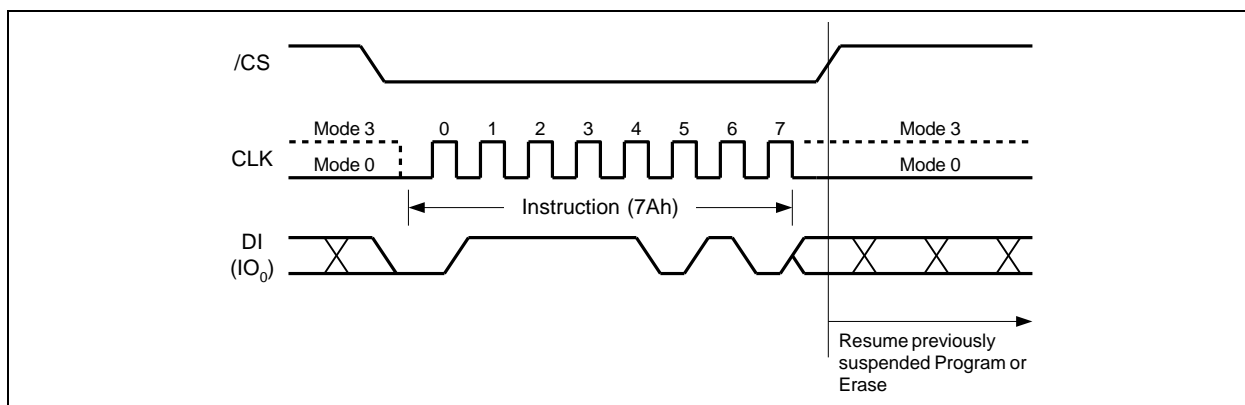 /CS
Mode 3
0 1 2 3 4 5 6 7
Mode 3
CLK
Mode 0
Mode 0
Instruction (7Ah)
DI
(IO0)
Resume previously
suspended Program or
Erase